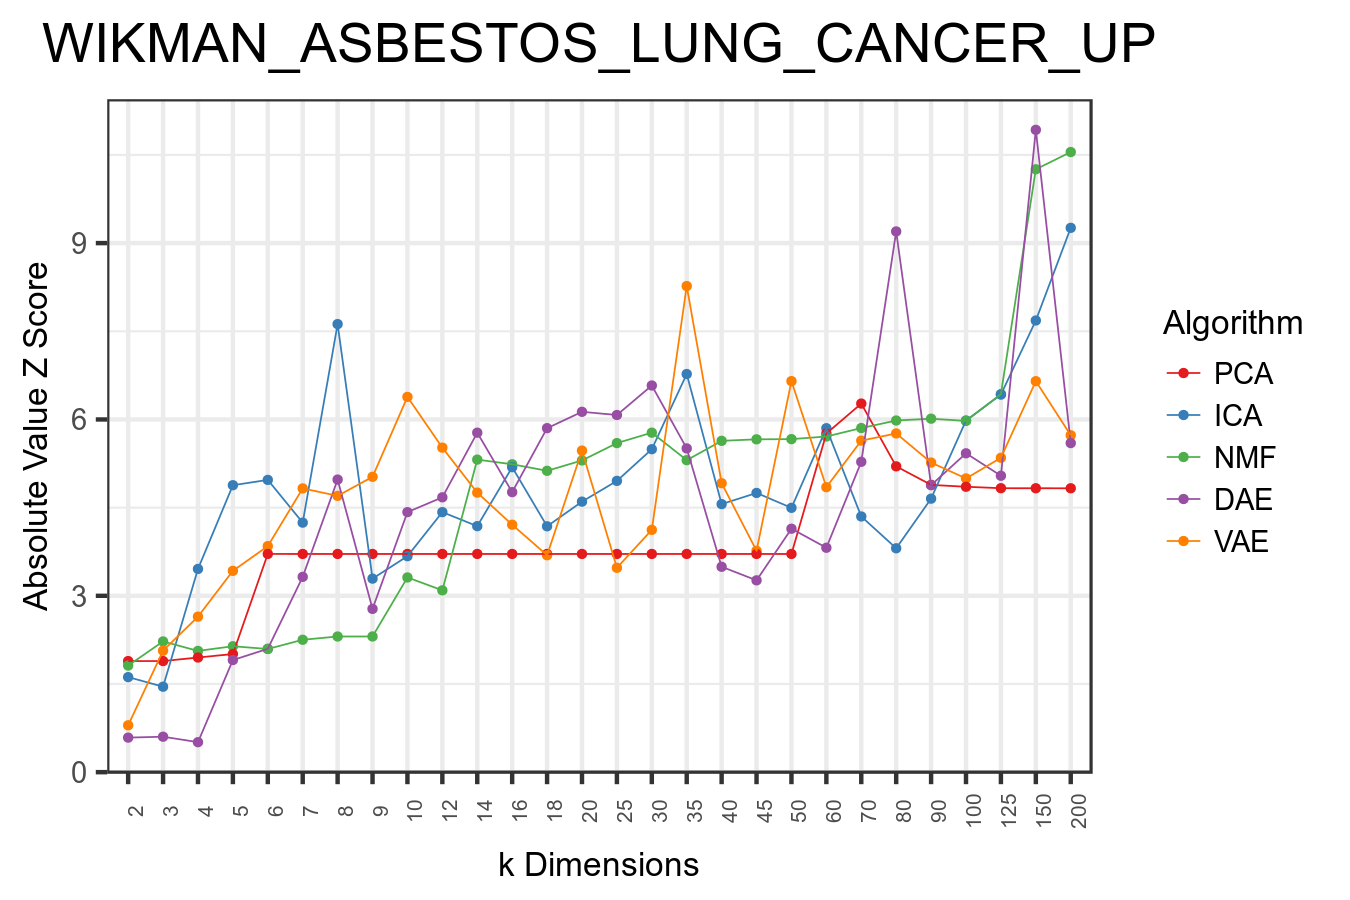 WIKMAN_ASBESTOS_LUNG_CANCER_UP
Absolute Value Z Score
9
6
3
0
2 3 4 5 6 7 8 9 10 12 14 16 18 20 25 30 35 40 45 50 60 70 80 90 100 125 150 200
k Dimensions
Algorithm
PCA
ICA
NMF
DAE
VAE